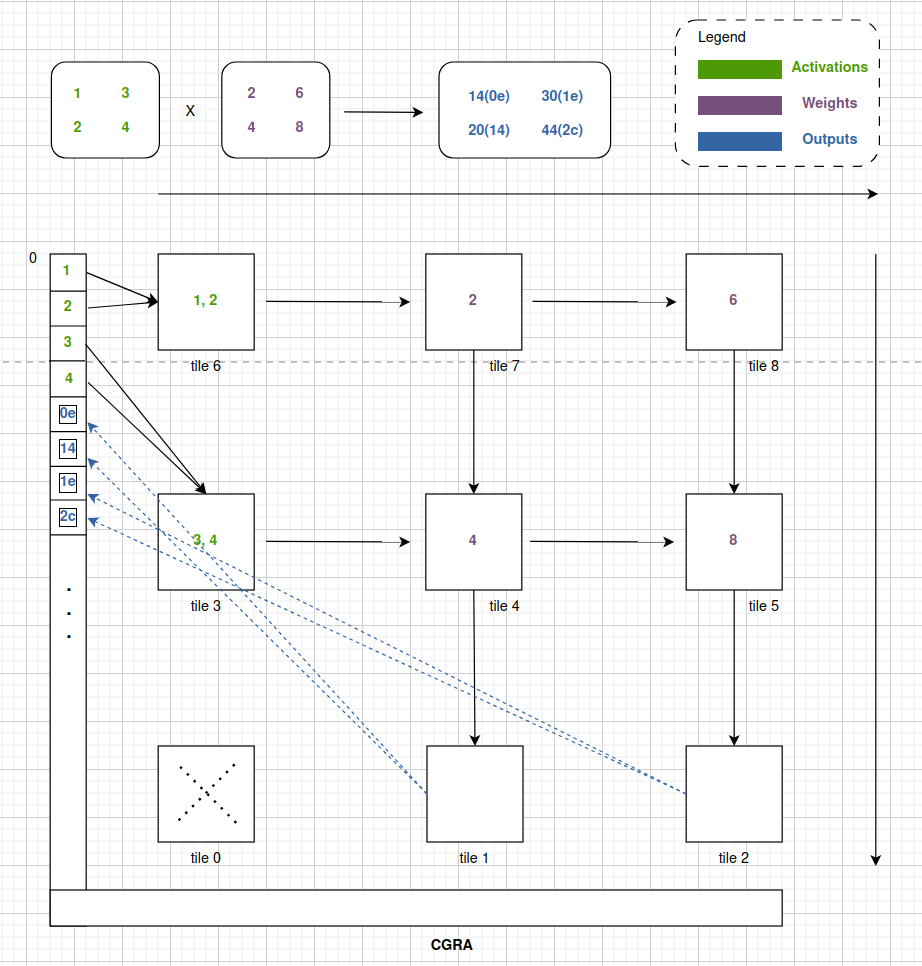 Legend
Activations
Weights
Outputs
1 3
2 4
X
2 6
4 8
14(0e) 30(1e)
20(14) 44(2c)
0
1
2
3
4
0e
14
1e
2c
.
.
.
1, 2
tile 6
2
tile 7
6
tile 8
3, 4
tile 3
4
tile 4
8
tile 5
tile 0
tile 1
tile 2
CGRA